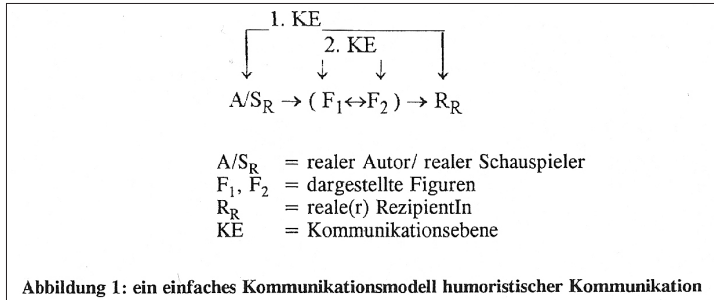 1. KE
2. KE
A/S_R → ( F_1↔F_2 ) → R_R
A/S_R = realer Autor/ realer Schauspieler
F_1, F_2 = dargestellte Figuren
R_R = reale(r) RezipientIn
KE = Kommunikationsebene
Abbildung 1: ein einfaches Kommunikationsmodell humoristischer Kommunikation